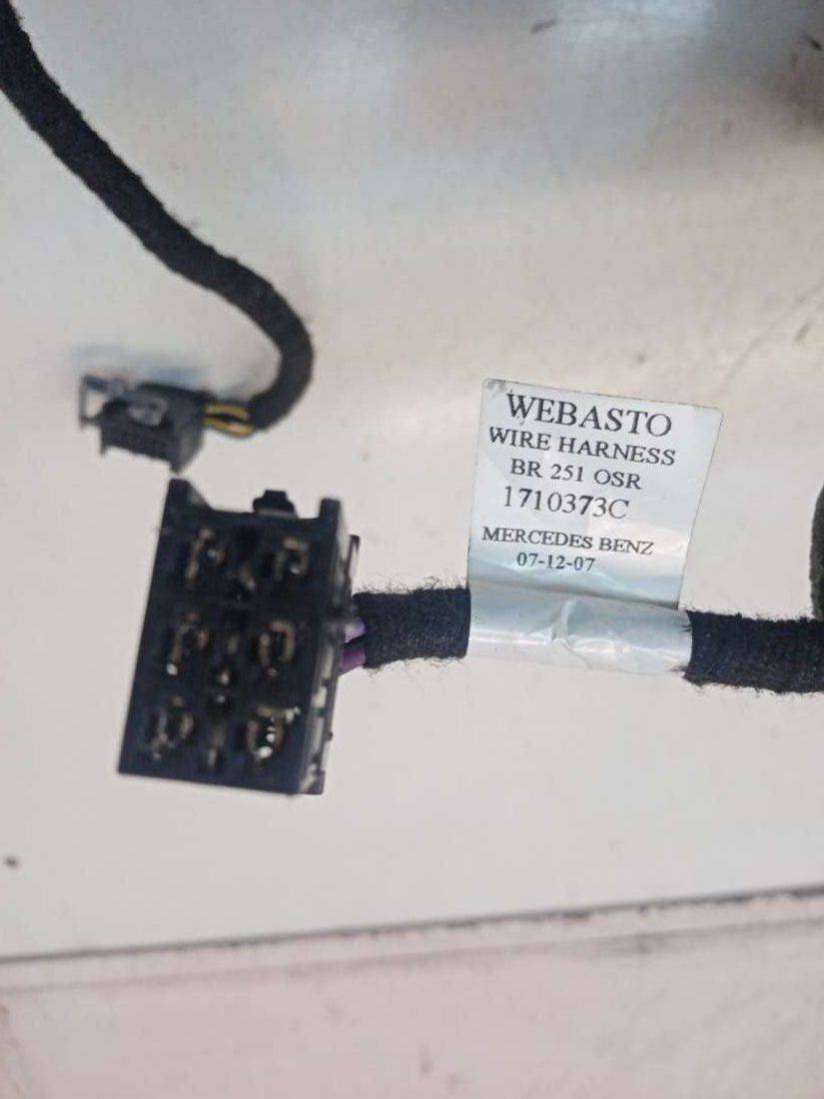 WEBASTO
WIRE HARNESS
BR 251 OSR
1710373C
MERCEDES BENZ
07-12-07